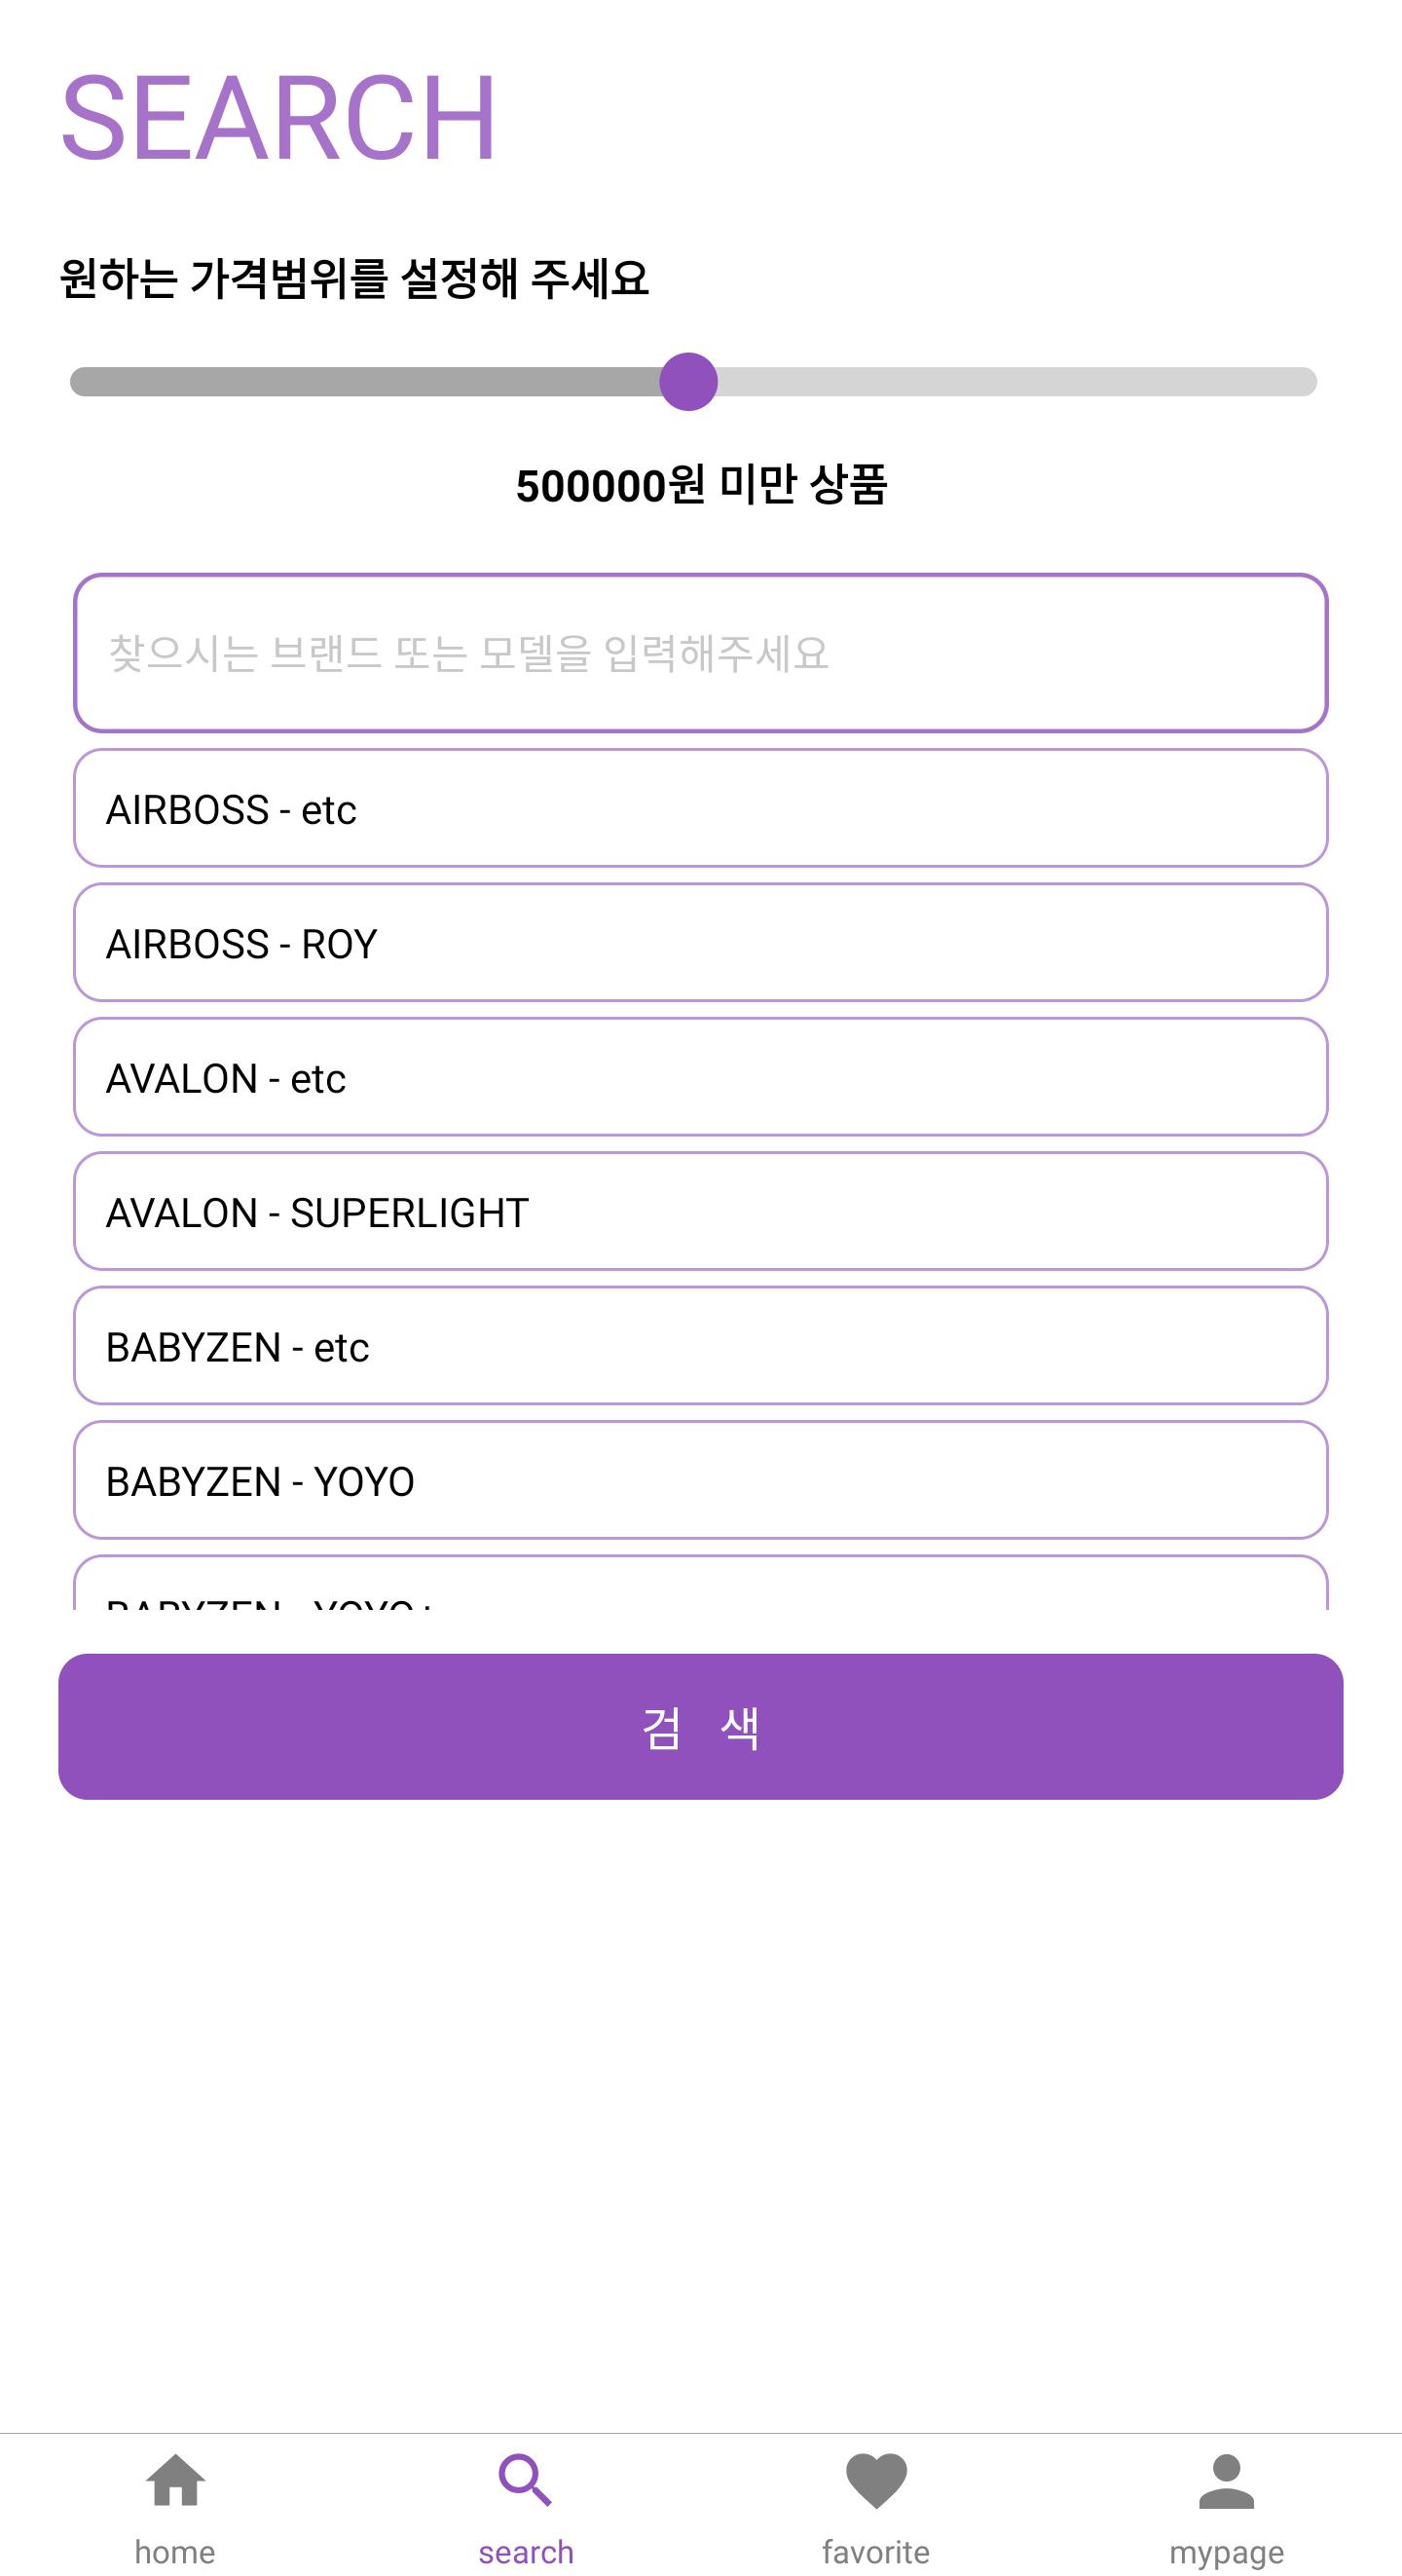 SEARCH
원하는 가격범위를 설정해 주세요
500000원 미만 상품
찾으시는 브랜드 또는 모델을 입력해주세요
AIRBOSS - etc
AIRBOSS - ROY
AVALON - etc
AVALON - SUPERLIGHT
BABYZEN - etc
BABYZEN - YOYO
BABYZEN - YOYO+
검 색
home
search
favorite
mypage